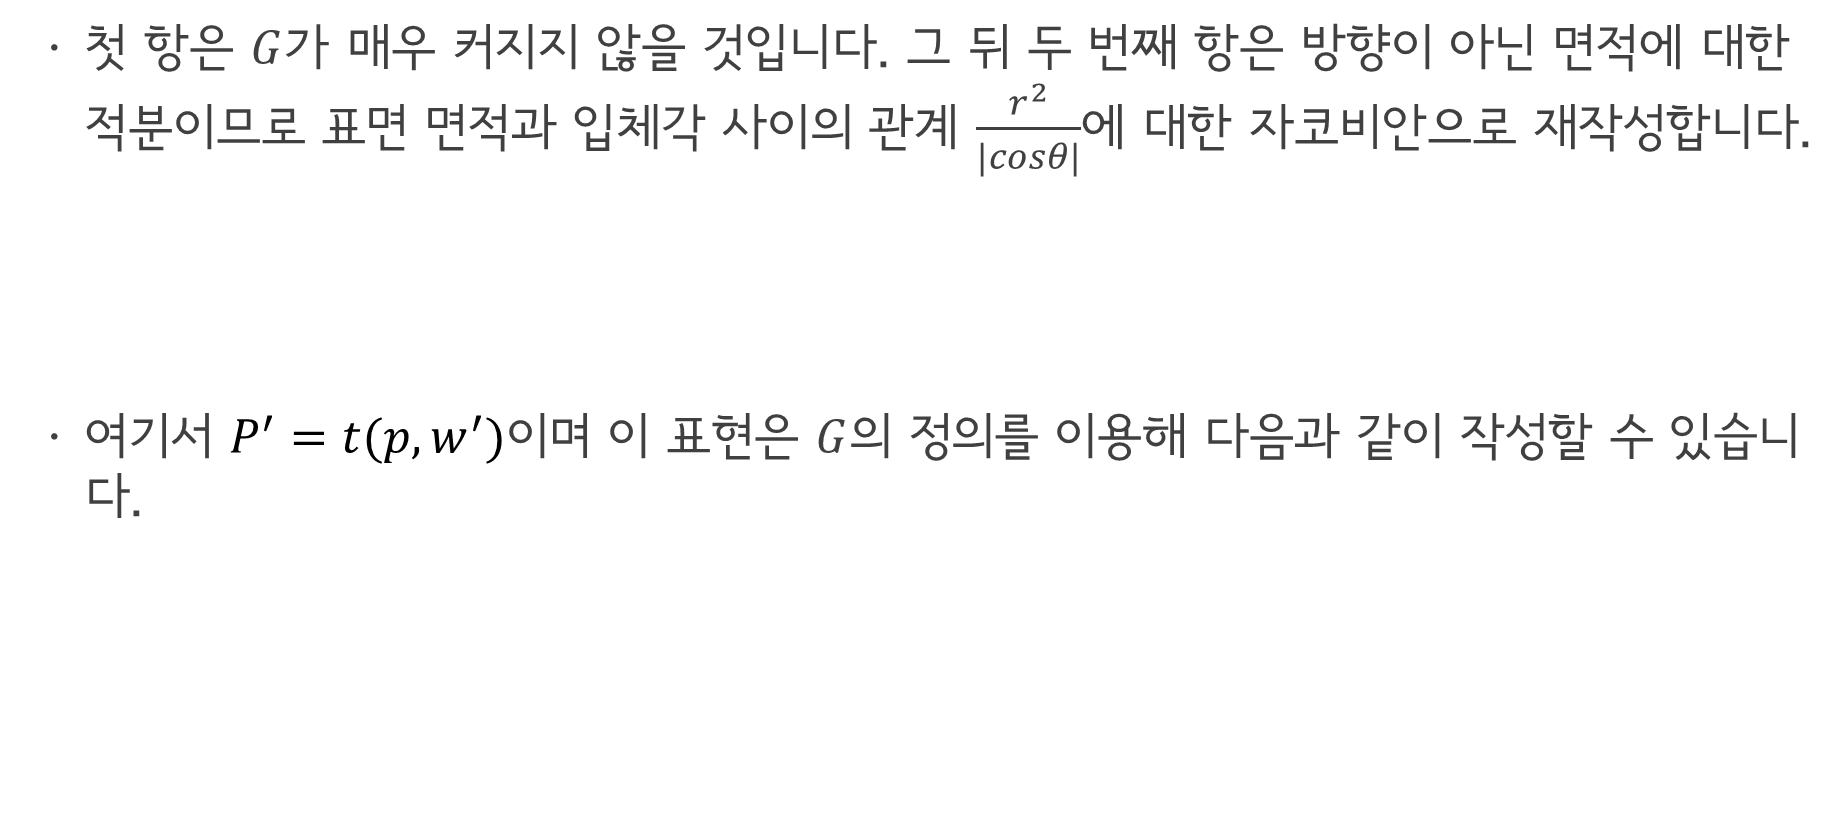 · 첫 항은 G가 매우 커지지 않을 것입니다. 그 뒤 두 번째 항은 방향이 아닌 면적에 대한
적분이므로 표면 면적과 입체각 사이의 관계 r²/|cosθ|에 대한 자코비안으로 재작성합니다.
· 여기서 P′ = t(p, w′)이며 이 표현은 G의 정의를 이용해 다음과 같이 작성할 수 있습니
다.